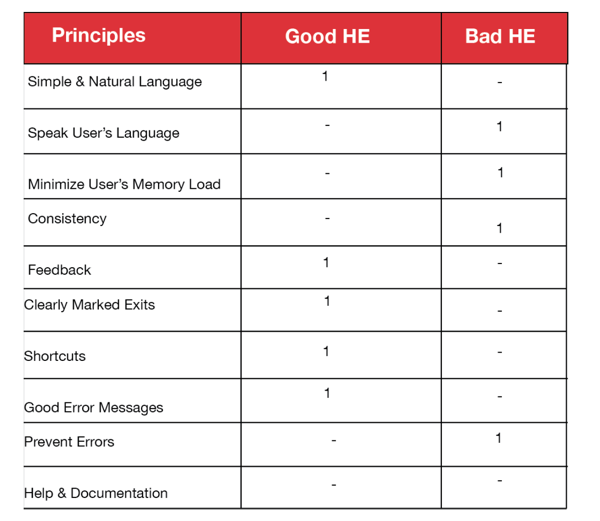 Principles Good HE Bad HE
Simple & Natural Language 1 -
Speak User's Language - 1
Minimize User's Memory Load - 1
Consistency - 1
Feedback 1 -
Clearly Marked Exits 1 -
Shortcuts 1 -
Good Error Messages 1 -
Prevent Errors - 1
Help & Documentation - -